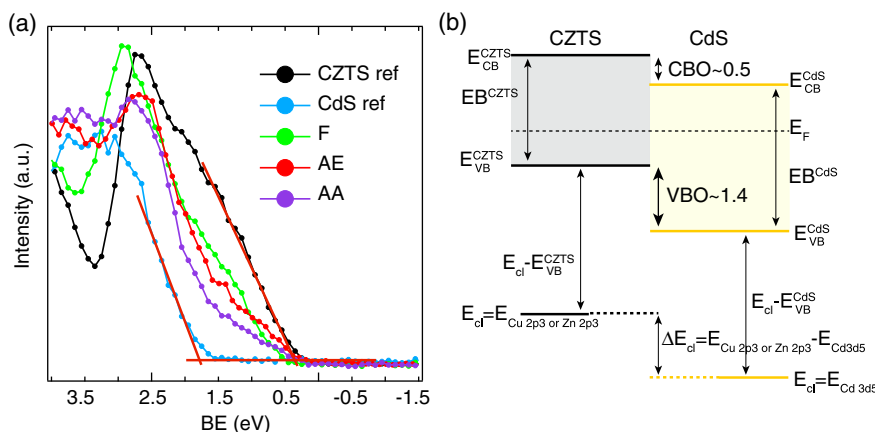 (a)
Intensity (a.u.)
CZTS ref
CdS ref
F
AE
AA
3.5 2.5 1.5 0.5 -0.5 -1.5
BE (eV)
(b)
CZTS CdS
E_CB^CZTS
CBO~0.5
E_CB^CdS
EB^CZTS
E_F
E_VB^CZTS
EB^CdS
VBO~1.4
E_VB^CdS
E_cl-E_VB^CZTS
E_cl-E_VB^CdS
E_cl=E_Cu 2p3 or Zn 2p3
ΔE_cl=E_Cu 2p3 or Zn 2p3-E_Cd3d5
E_cl=E_Cd 3d5